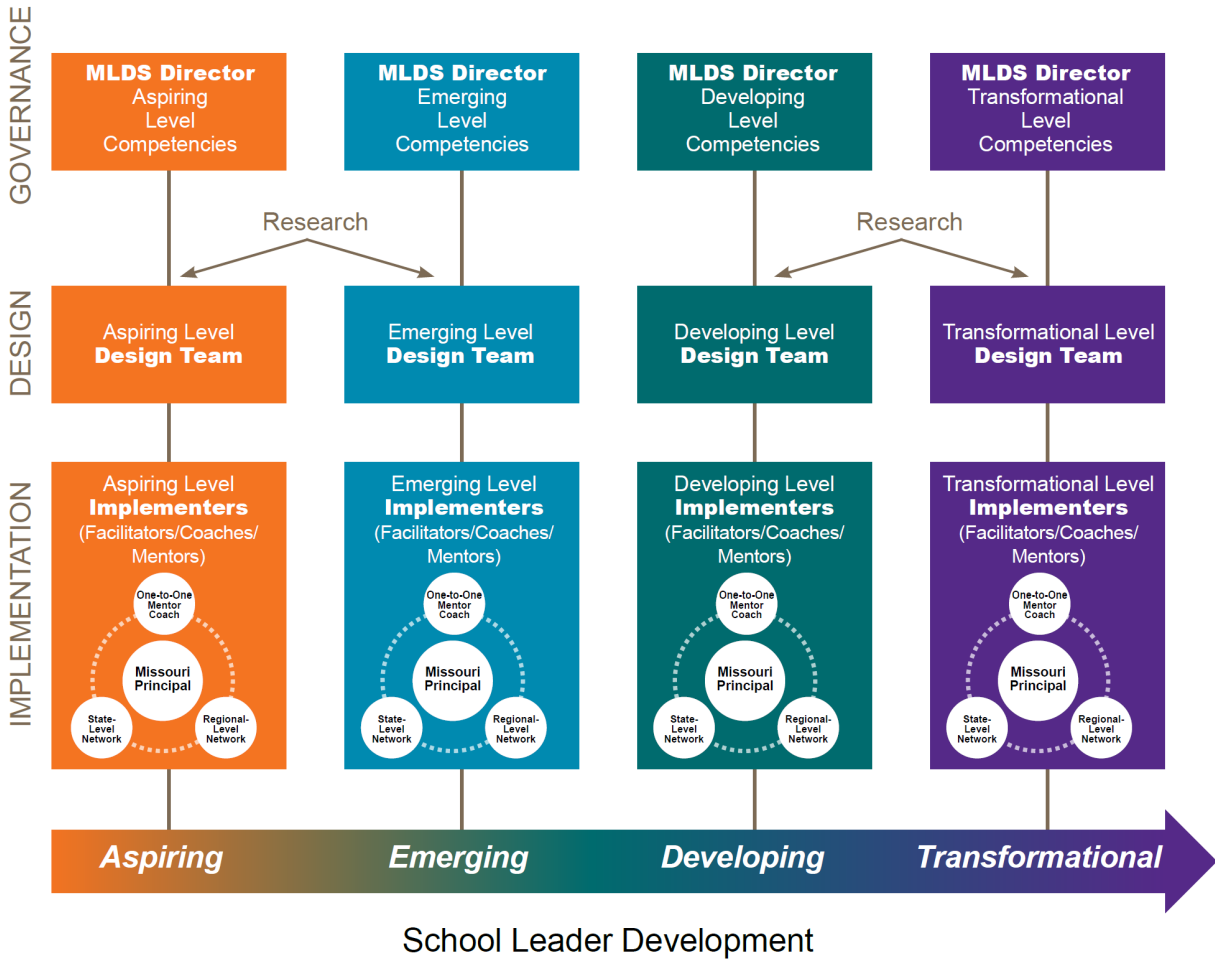 GOVERNANCE
MLDS Director
Aspiring
Level
Competencies
MLDS Director
Emerging
Level
Competencies
MLDS Director
Developing
Level
Competencies
MLDS Director
Transformational
Level
Competencies
Research
Research
DESIGN
Aspiring Level
Design Team
Emerging Level
Design Team
Developing Level
Design Team
Transformational Level
Design Team
IMPLEMENTATION
Aspiring Level
Implementers
(Facilitators/Coaches/
Mentors)
One-to-One
Mentor
Coach
Missouri
Principal
State-
Level
Network
Regional-
Level
Network
Emerging Level
Implementers
(Facilitators/Coaches/
Mentors)
One-to-One
Mentor
Coach
Missouri
Principal
State-
Level
Network
Regional-
Level
Network
Developing Level
Implementers
(Facilitators/Coaches/
Mentors)
One-to-One
Mentor
Coach
Missouri
Principal
State-
Level
Network
Regional-
Level
Network
Transformational Level
Implementers
(Facilitators/Coaches/
Mentors)
One-to-One
Mentor
Coach
Missouri
Principal
State-
Level
Network
Regional-
Level
Network
Aspiring
Emerging
Developing
Transformational
School Leader Development